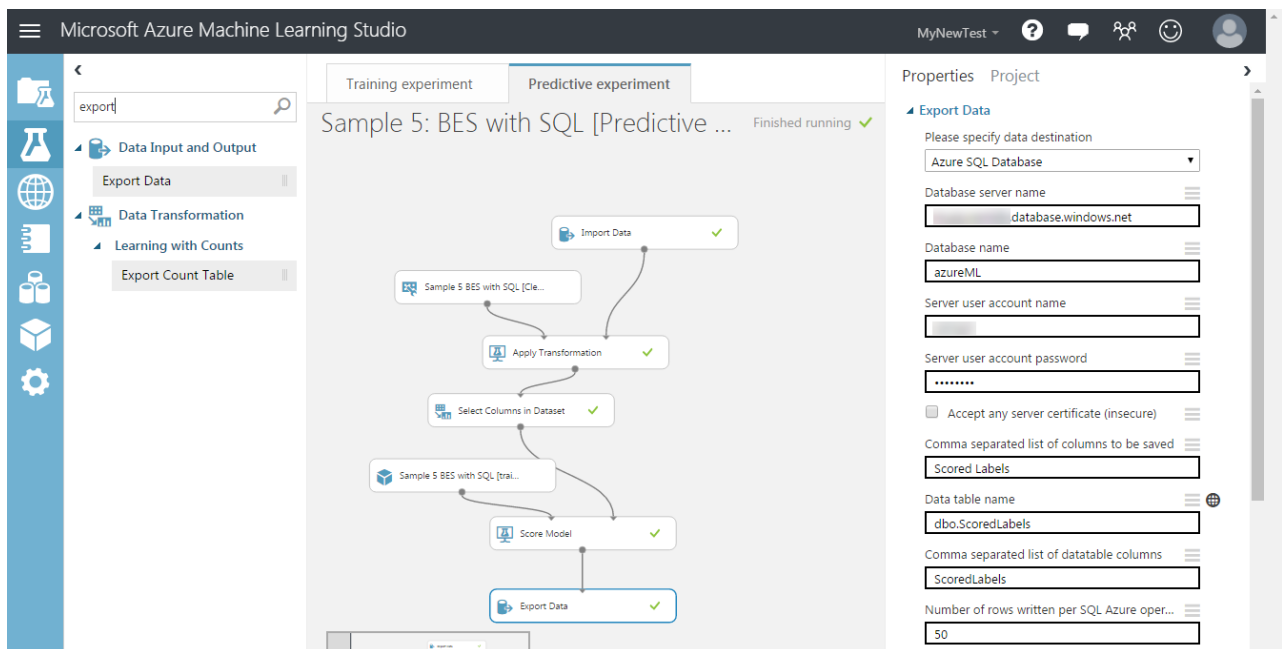 Microsoft Azure Machine Learning Studio
MyNewTest
export
Data Input and Output
Export Data
Data Transformation
Learning with Counts
Export Count Table
Training experiment
Predictive experiment
Sample 5: BES with SQL [Predictive ...
Finished running
Import Data
Sample 5 BES with SQL [Cle...
Apply Transformation
Select Columns in Dataset
Sample 5 BES with SQL [trai...
Score Model
Export Data
Properties Project
Export Data
Please specify data destination
Azure SQL Database
Database server name
database.windows.net
Database name
azureML
Server user account name
Server user account password
••••••••
Accept any server certificate (insecure)
Comma separated list of columns to be saved
Scored Labels
Data table name
dbo.ScoredLabels
Comma separated list of datatable columns
ScoredLabels
Number of rows written per SQL Azure oper...
50